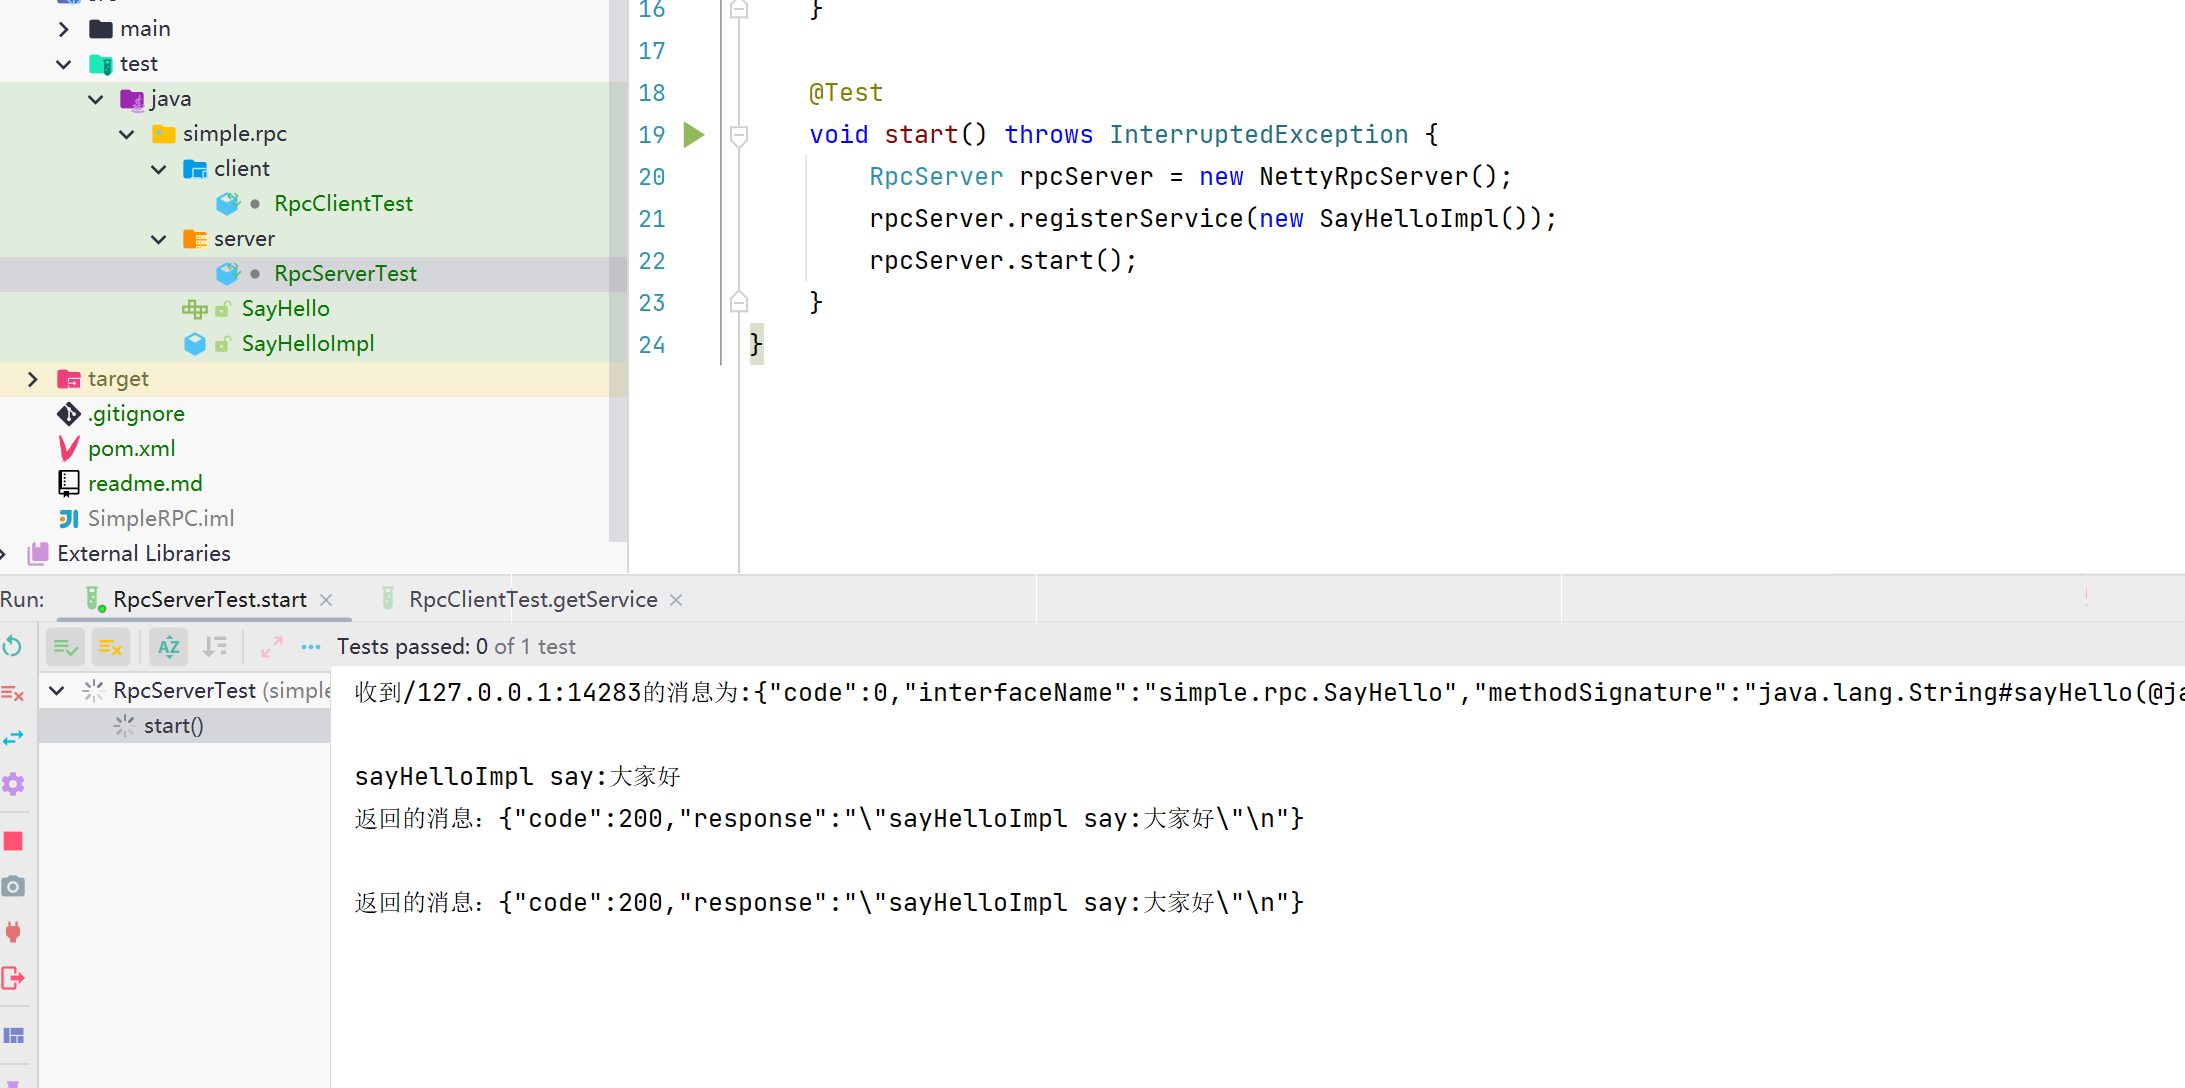 main
test
java
simple.rpc
client
RpcClientTest
server
RpcServerTest
SayHello
SayHelloImpl
target
.gitignore
pom.xml
readme.md
SimpleRPC.iml
External Libraries
16 }
17
18 @Test
19 void start() throws InterruptedException {
20 RpcServer rpcServer = new NettyRpcServer();
21 rpcServer.registerService(new SayHelloImpl());
22 rpcServer.start();
23 }
24 }
Run: RpcServerTest.start × RpcClientTest.getService ×
Tests passed: 0 of 1 test
RpcServerTest (simple
start()
收到/127.0.0.1:14283的消息为:{"code":0,"interfaceName":"simple.rpc.SayHello","methodSignature":"java.lang.String#sayHello(@ja
sayHelloImpl say:大家好
返回的消息：{"code":200,"response":"\"sayHelloImpl say:大家好\"\n"}
返回的消息：{"code":200,"response":"\"sayHelloImpl say:大家好\"\n"}